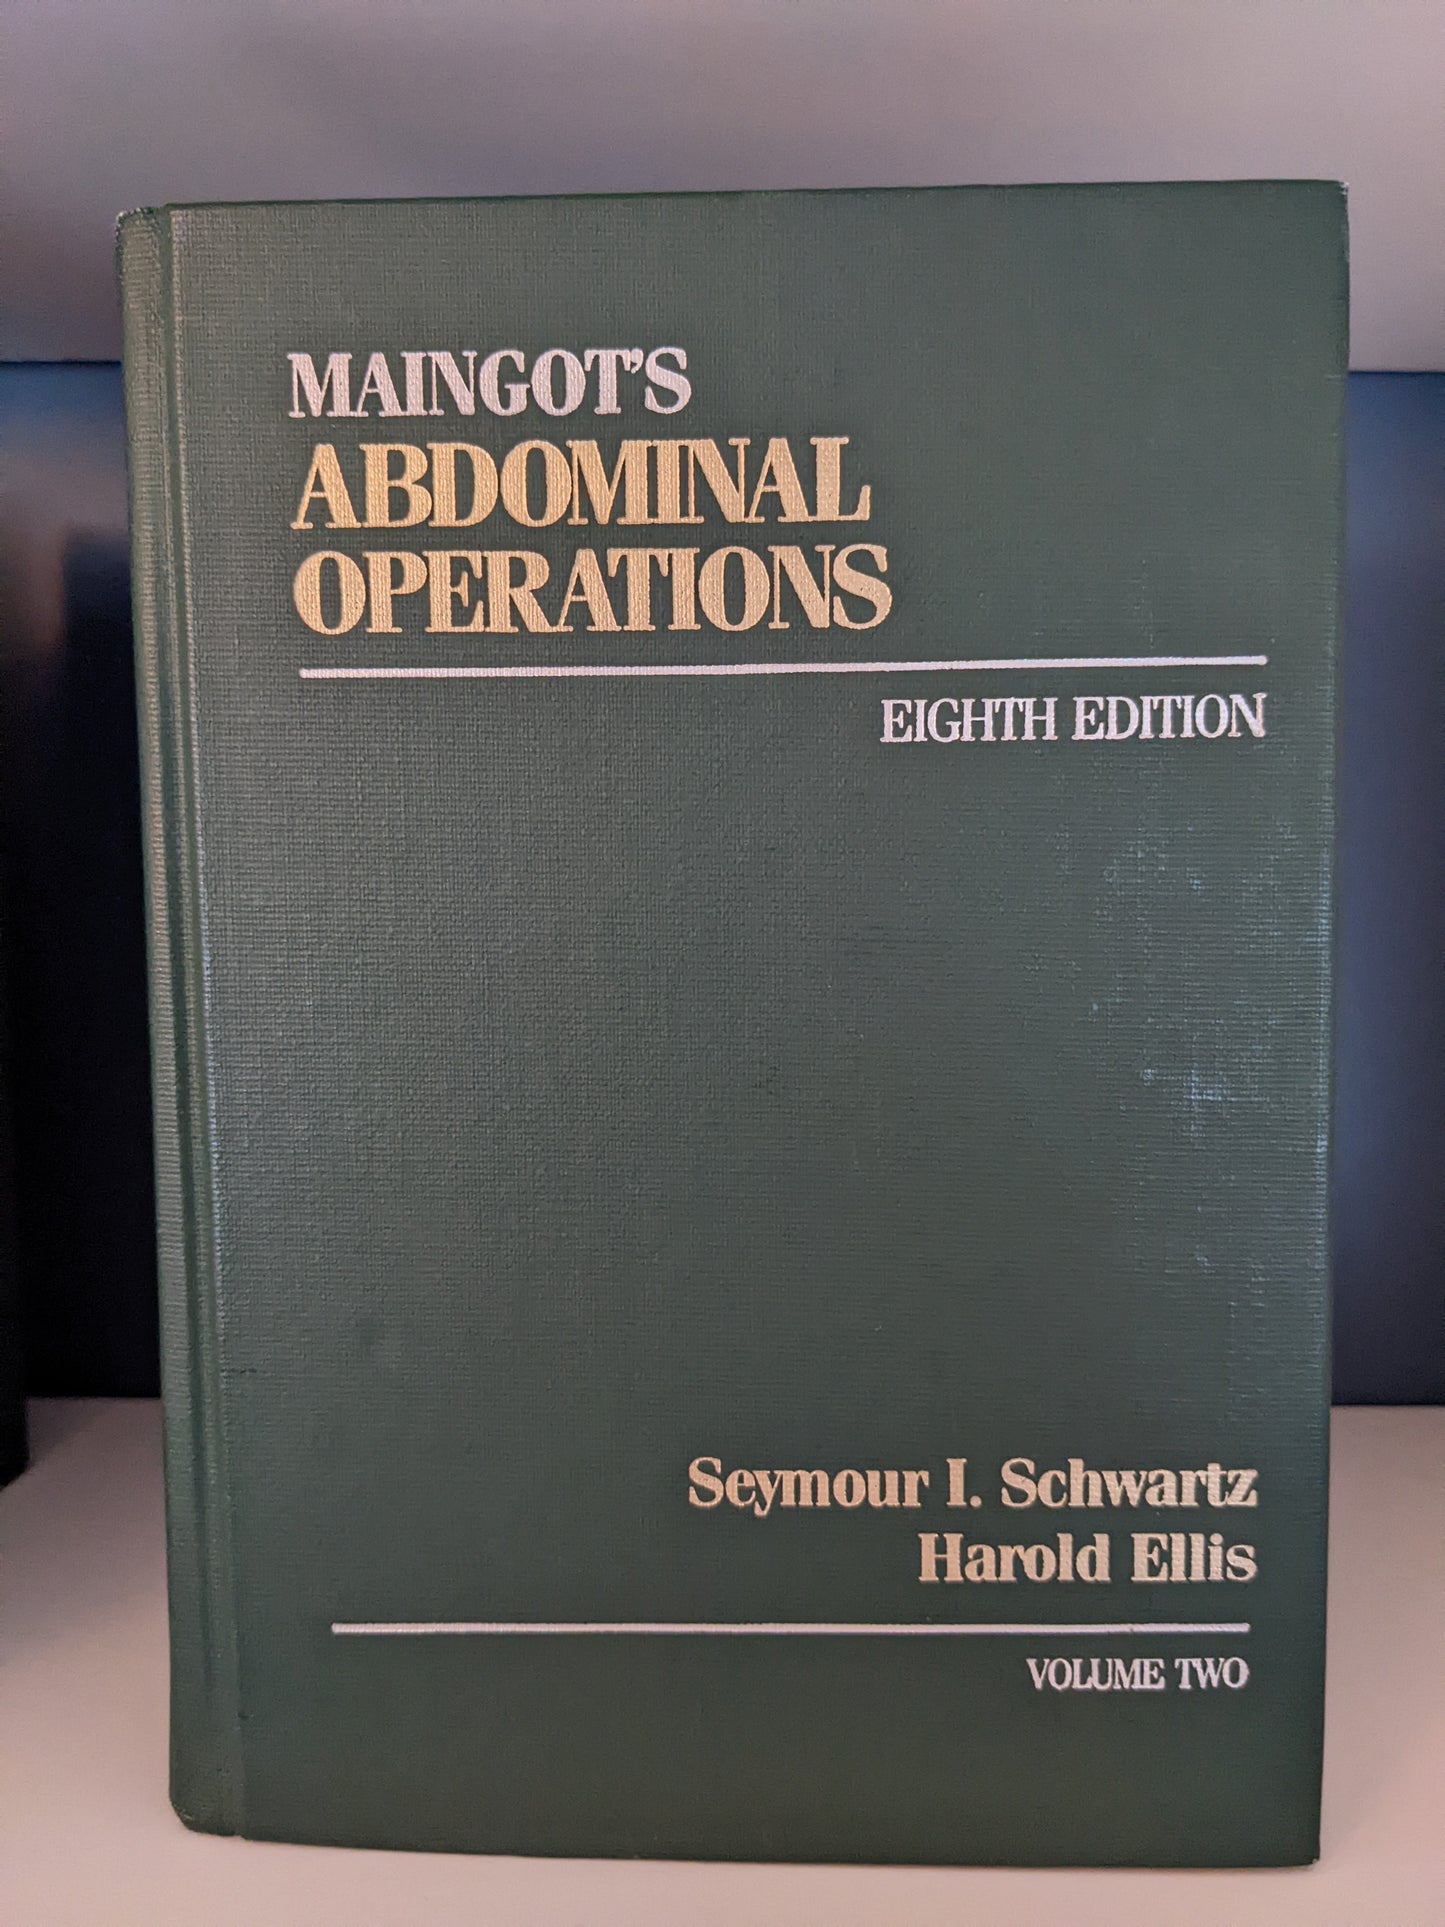 MAINGOT'S
ABDOMINAL
OPERATIONS
EIGHTH EDITION
Seymour I. Schwartz
Harold Ellis
VOLUME TWO